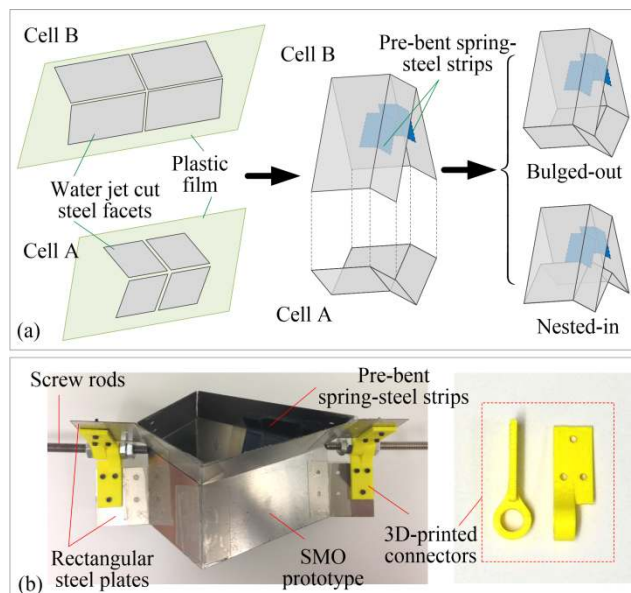 (a)
Cell B
Plastic
film
Water jet cut
steel facets
Cell A
Cell B
Pre-bent spring-
steel strips
Cell A
Bulged-out
Nested-in
(b)
Screw rods
Pre-bent
spring-steel strips
Rectangular
steel plates
SMO
prototype
3D-printed
connectors